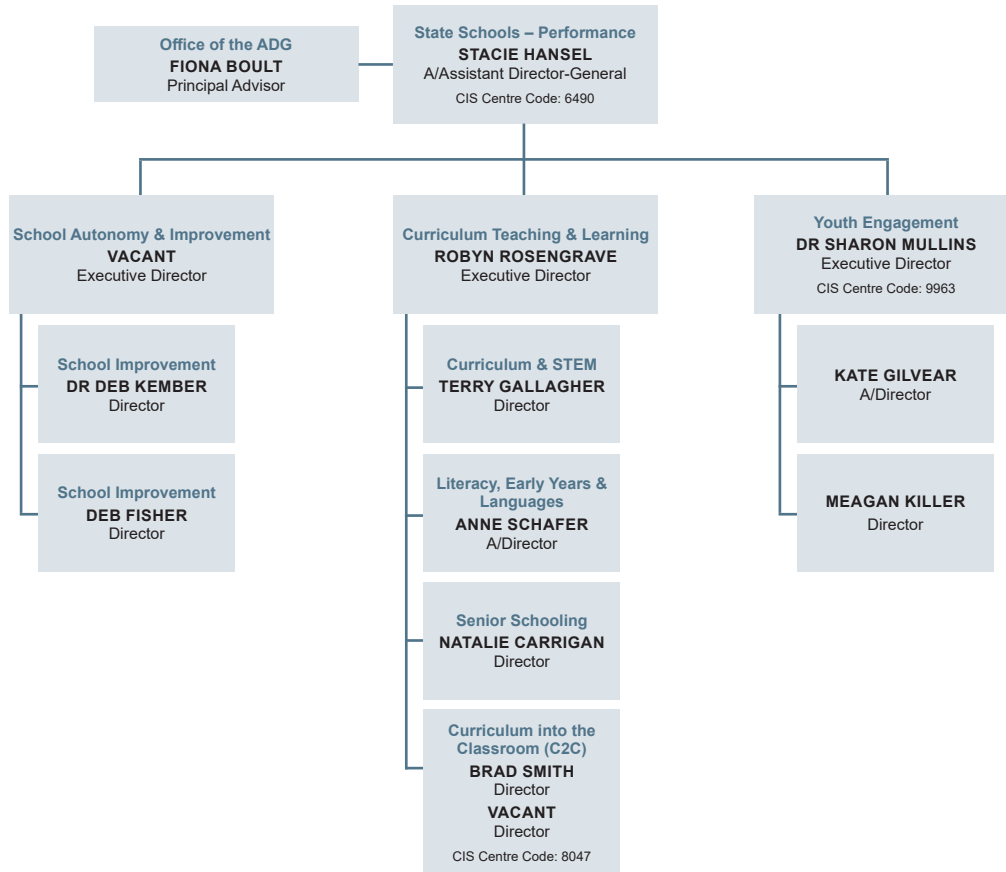 Office of the ADG
FIONA BOULT
Principal Advisor
State Schools – Performance
STACIE HANSEL
A/Assistant Director-General
CIS Centre Code: 6490
School Autonomy & Improvement
VACANT
Executive Director
School Improvement
DR DEB KEMBER
Director
School Improvement
DEB FISHER
Director
Curriculum Teaching & Learning
ROBYN ROSENGRAVE
Executive Director
Curriculum & STEM
TERRY GALLAGHER
Director
Literacy, Early Years &
Languages
ANNE SCHAFER
A/Director
Senior Schooling
NATALIE CARRIGAN
Director
Curriculum into the
Classroom (C2C)
BRAD SMITH
Director
VACANT
Director
CIS Centre Code: 8047
Youth Engagement
DR SHARON MULLINS
Executive Director
CIS Centre Code: 9963
KATE GILVEAR
A/Director
MEAGAN KILLER
Director